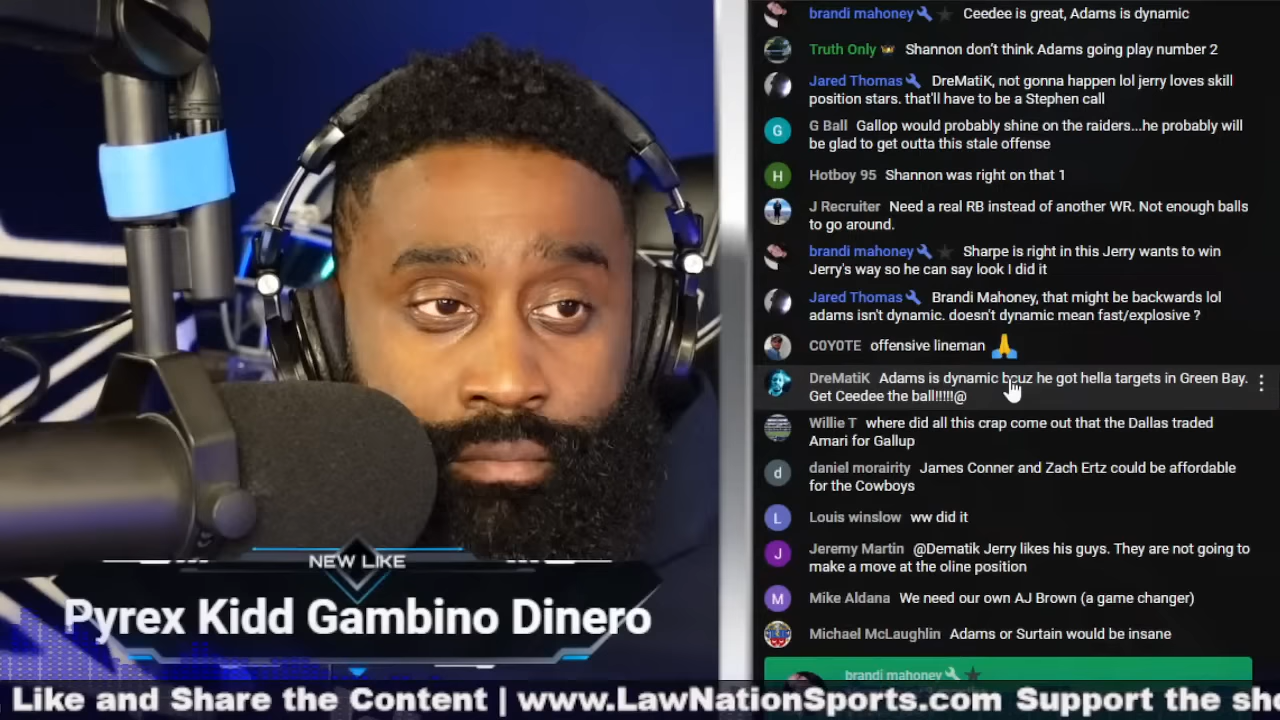 brandi mahoney Ceedee is great, Adams is dynamic
Truth Only Shannon don't think Adams going play number 2
Jared Thomas DreMatiK, not gonna happen lol jerry loves skill
position stars. that'll have to be a Stephen call
G Ball Gallop would probably shine on the raiders...he probably will
be glad to get outta this stale offense
Hotboy 95 Shannon was right on that 1
J Recruiter Need a real RB instead of another WR. Not enough balls
to go around.
brandi mahoney Sharpe is right in this Jerry wants to win
Jerry's way so he can say look I did it
Jared Thomas Brandi Mahoney, that might be backwards lol
adams isn't dynamic. doesn't dynamic mean fast/explosive ?
COYOTE offensive lineman 🙏
DreMatiK Adams is dynamic bcuz he got hella targets in Green Bay.
Get Ceedee the ball!!!!!@
Willie T where did all this crap come out that the Dallas traded
Amari for Gallup
daniel morairity James Conner and Zach Ertz could be affordable
for the Cowboys
Louis winslow ww did it
Jeremy Martin @Dematik Jerry likes his guys. They are not going to
make a move at the oline position
Mike Aldana We need our own AJ Brown (a game changer)
Michael McLaughlin Adams or Surtain would be insane
brandi mahoney
G
H
d
L
J
M
NEW LIKE
Pyrex Kidd Gambino Dinero
Like and Share the Content | www.LawNationSports.com Support the sh